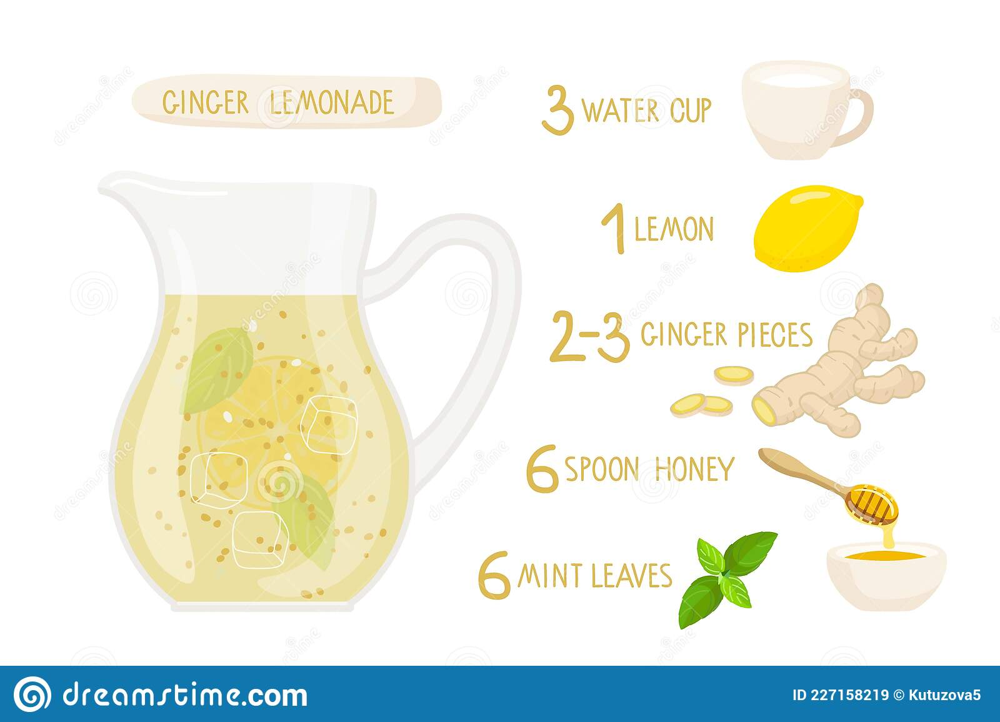 GINGER LEMONADE
3 WATER CUP
1 LEMON
2-3 GINGER PIECES
6 SPOON HONEY
6 MINT LEAVES
dreamstime.com
ID 227158219 © Kutuzova5